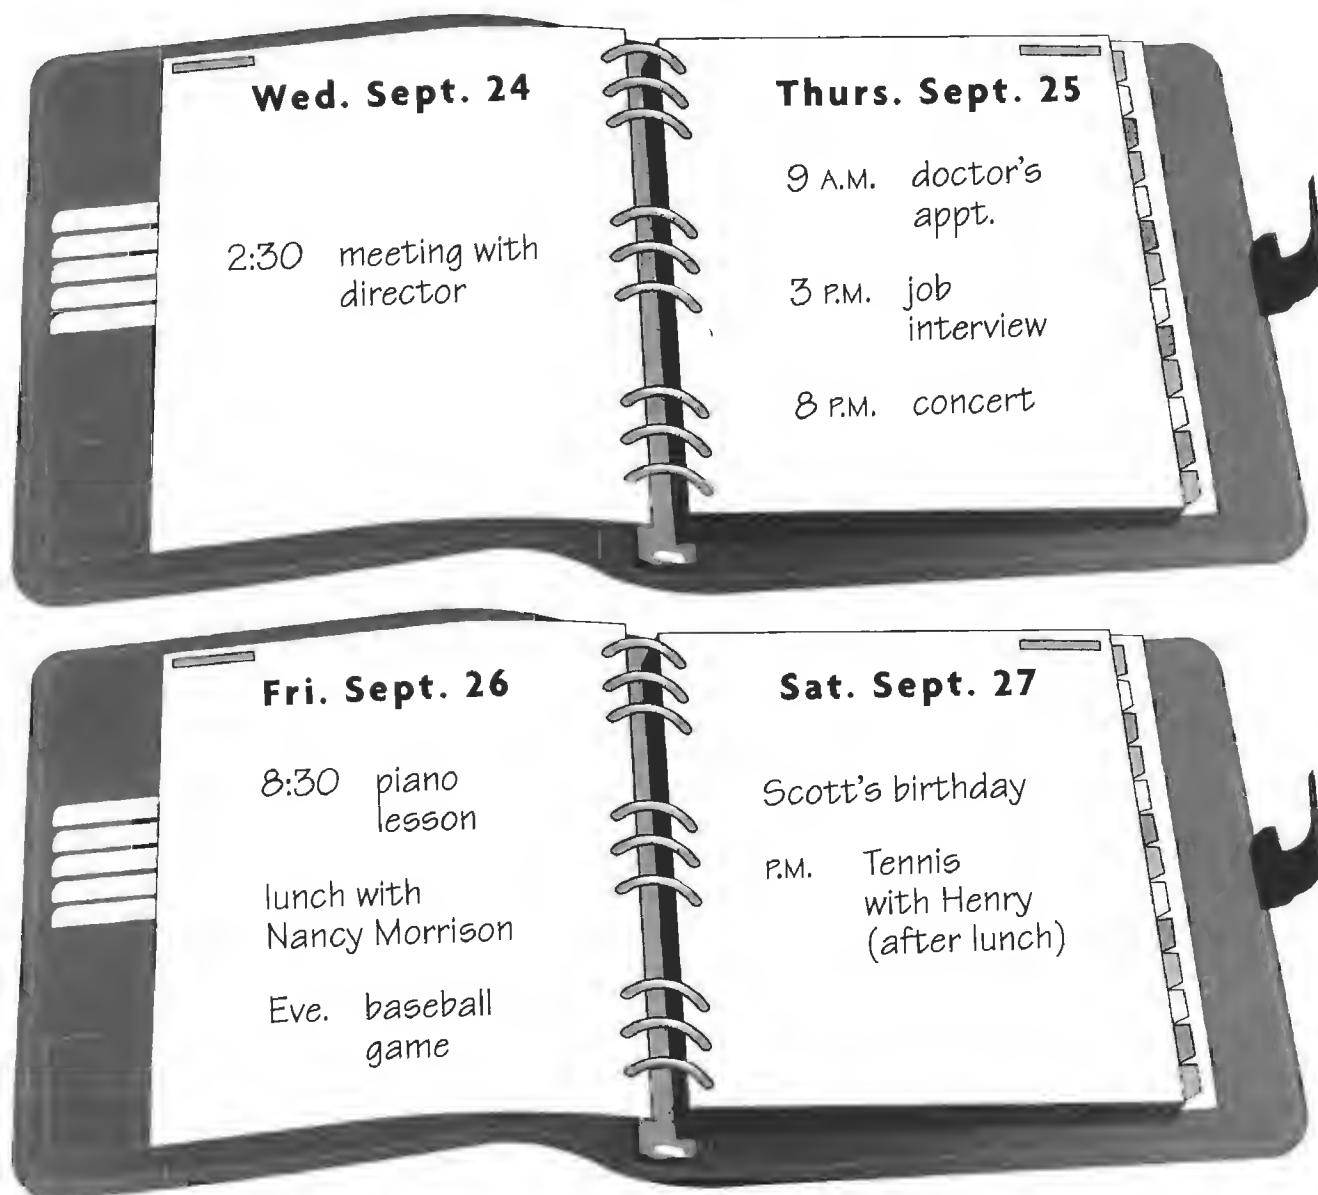 Wed. Sept. 24
2:30 meeting with
director
Thurs. Sept. 25
9 A.M. doctor's
appt.
3 P.M. job
interview
8 P.M. concert
Fri. Sept. 26
8:30 piano
lesson
lunch with
Nancy Morrison
Eve. baseball
game
Sat. Sept. 27
Scott's birthday
P.M. Tennis
with Henry
(after lunch)